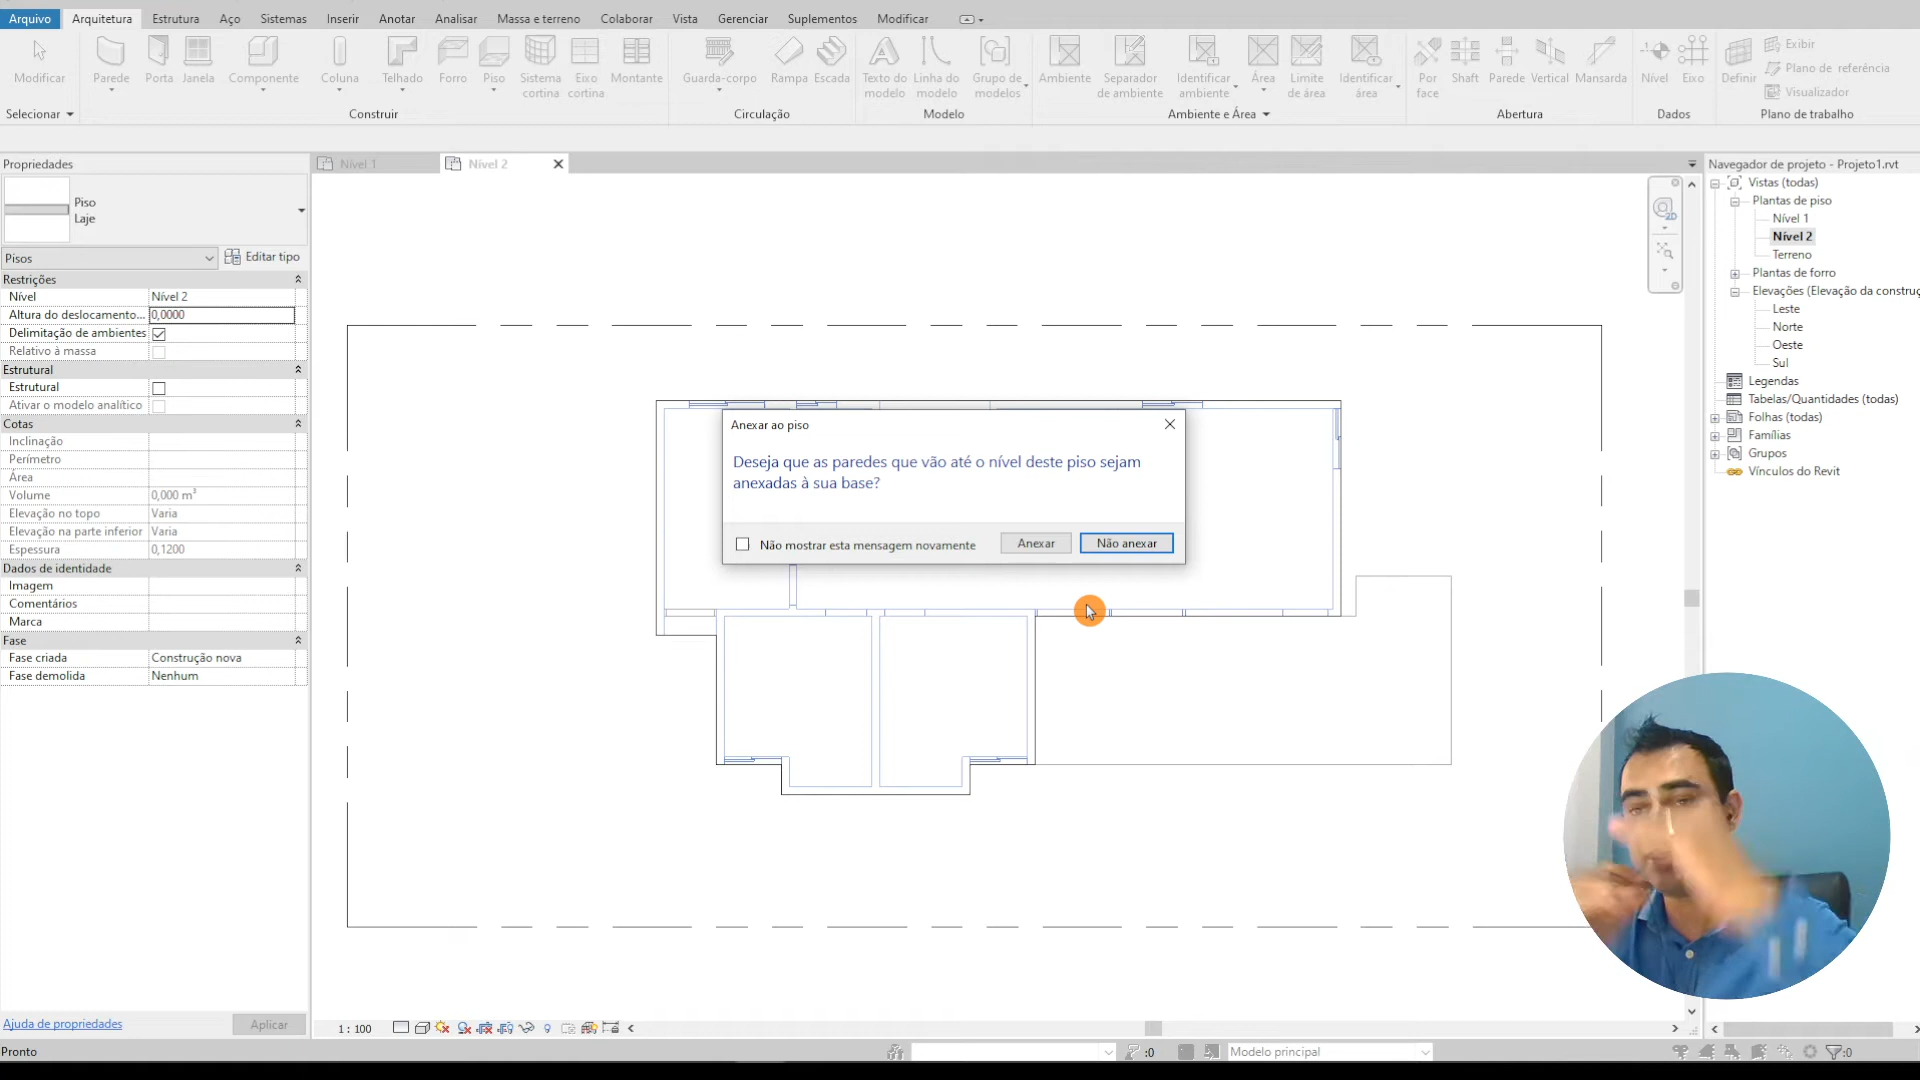 Arquivo Arquitetura Estrutura Aço Sistemas Inserir Anotar Analisar Massa e terreno Colaborar Vista Gerenciar Suplementos Modificar
Modificar Parede Porta Janela Componente Coluna Telhado Forro Piso Sistema cortina Eixo cortina Montante Guarda-corpo Rampa Escada Texto do modelo Linha do modelo Grupo de modelos Ambiente Separador de ambiente Identificar ambiente Área Limite de área Identificar área Por face Shaft Parede Vertical Mansarda Nível Eixo Definir Exibir
Plano de referência
Visualizador
Selecionar Construir Circulação Modelo Ambiente e Área Abertura Dados Plano de trabalho
Propriedades
Piso
Laje
Pisos Editar tipo
Restrições
Nível Nível 2
Altura do deslocamento... 0,0000
Delimitação de ambientes
Relativo à massa
Estrutural
Estrutural
Ativar o modelo analítico
Cotas
Inclinação
Perímetro
Área
Volume 0,000 m³
Elevação no topo Varia
Elevação na parte inferior Varia
Espessura 0,1200
Dados de identidade
Imagem
Comentários
Marca
Fase
Fase criada Construção nova
Fase demolida Nenhum
Ajuda de propriedades Aplicar
Pronto
Nível 1 Nível 2
2D
Anexar ao piso
Deseja que as paredes que vão até o nível deste piso sejam
anexadas à sua base?
Não mostrar esta mensagem novamente Anexar Não anexar
1 : 100
:0 Modelo principal :0
Navegador de projeto - Projeto1.rvt
Vistas (todas)
Plantas de piso
Nível 1
Nível 2
Terreno
Plantas de forro
Elevações (Elevação da construç
Leste
Norte
Oeste
Sul
Legendas
Tabelas/Quantidades (todas)
Folhas (todas)
Famílias
Grupos
Vínculos do Revit